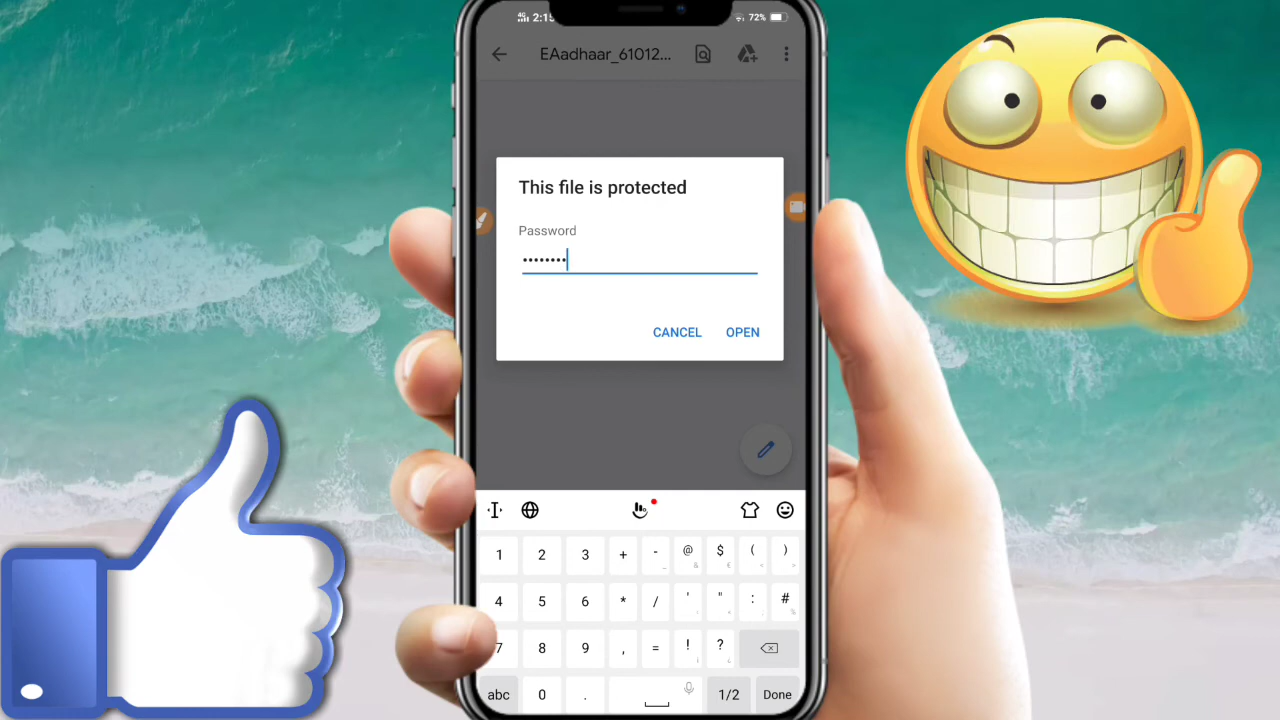 4G 2:15 72%
EAadhaar_61012...
This file is protected
Password
••••••••
CANCEL OPEN
1 2 3 + - @ $ ( )
4 5 6 * / ' " : #
7 8 9 , = ! ?
abc 0 . 1/2 Done